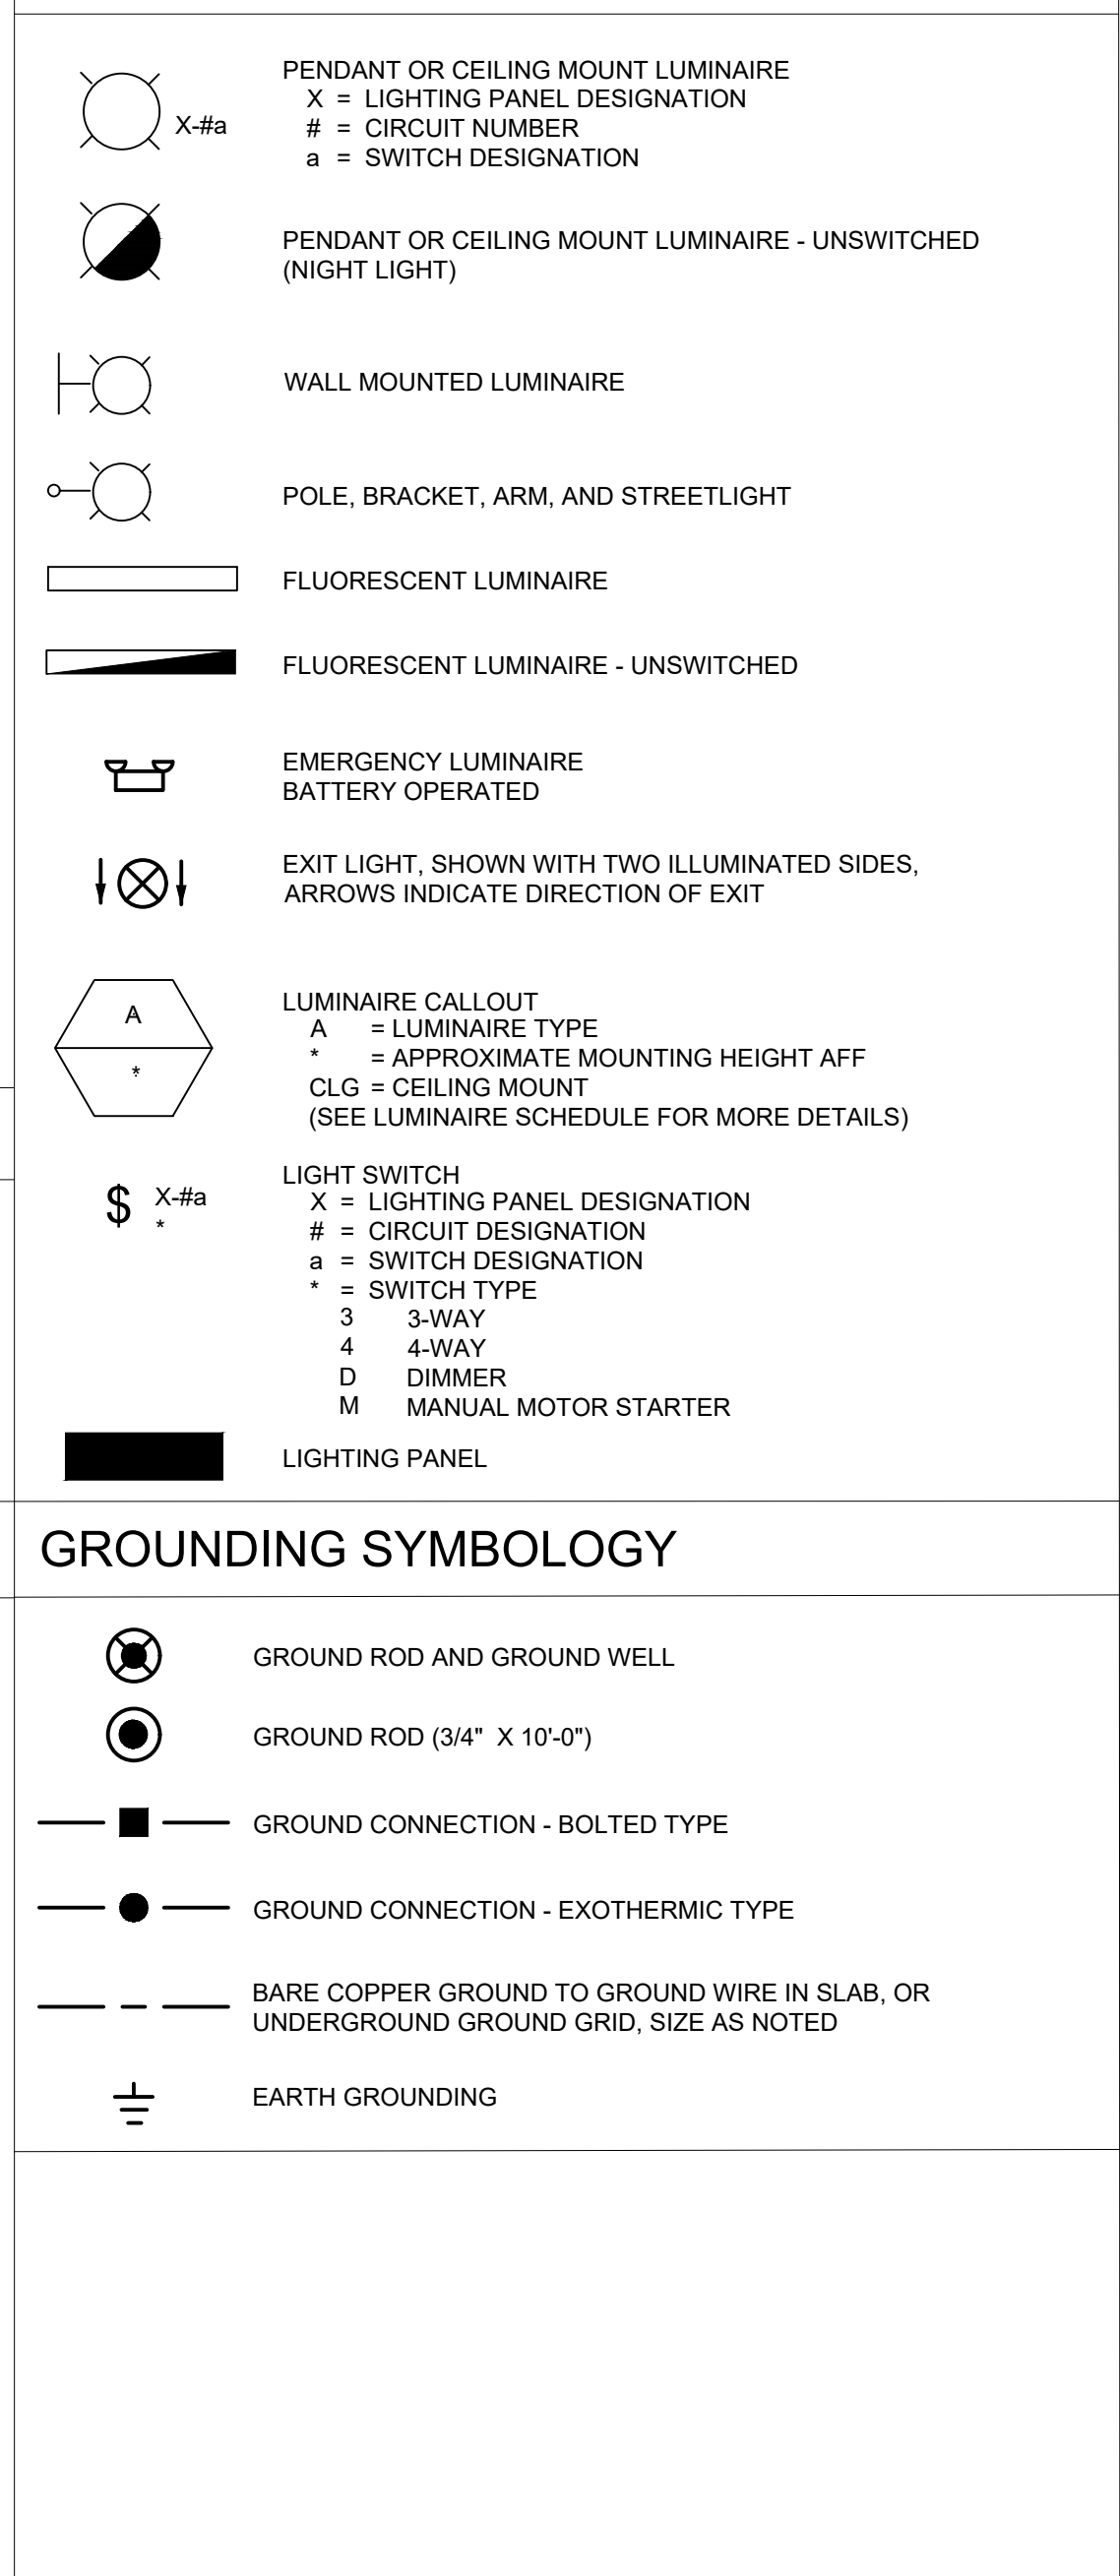 PENDANT OR CEILING MOUNT LUMINAIRE
X = LIGHTING PANEL DESIGNATION
X-#a
# = CIRCUIT NUMBER
a = SWITCH DESIGNATION
PENDANT OR CEILING MOUNT LUMINAIRE - UNSWITCHED
(NIGHT LIGHT)
WALL MOUNTED LUMINAIRE
POLE, BRACKET, ARM, AND STREETLIGHT
FLUORESCENT LUMINAIRE
FLUORESCENT LUMINAIRE - UNSWITCHED
EMERGENCY LUMINAIRE
BATTERY OPERATED
EXIT LIGHT, SHOWN WITH TWO ILLUMINATED SIDES,
ARROWS INDICATE DIRECTION OF EXIT
A
*
LUMINAIRE CALLOUT
A = LUMINAIRE TYPE
* = APPROXIMATE MOUNTING HEIGHT AFF
CLG = CEILING MOUNT
(SEE LUMINAIRE SCHEDULE FOR MORE DETAILS)
$ X-#a
*
LIGHT SWITCH
X = LIGHTING PANEL DESIGNATION
# = CIRCUIT DESIGNATION
a = SWITCH DESIGNATION
* = SWITCH TYPE
3 3-WAY
4 4-WAY
D DIMMER
M MANUAL MOTOR STARTER
LIGHTING PANEL
GROUNDING SYMBOLOGY
GROUND ROD AND GROUND WELL
GROUND ROD (3/4" X 10'-0")
GROUND CONNECTION - BOLTED TYPE
GROUND CONNECTION - EXOTHERMIC TYPE
BARE COPPER GROUND TO GROUND WIRE IN SLAB, OR
UNDERGROUND GROUND GRID, SIZE AS NOTED
EARTH GROUNDING